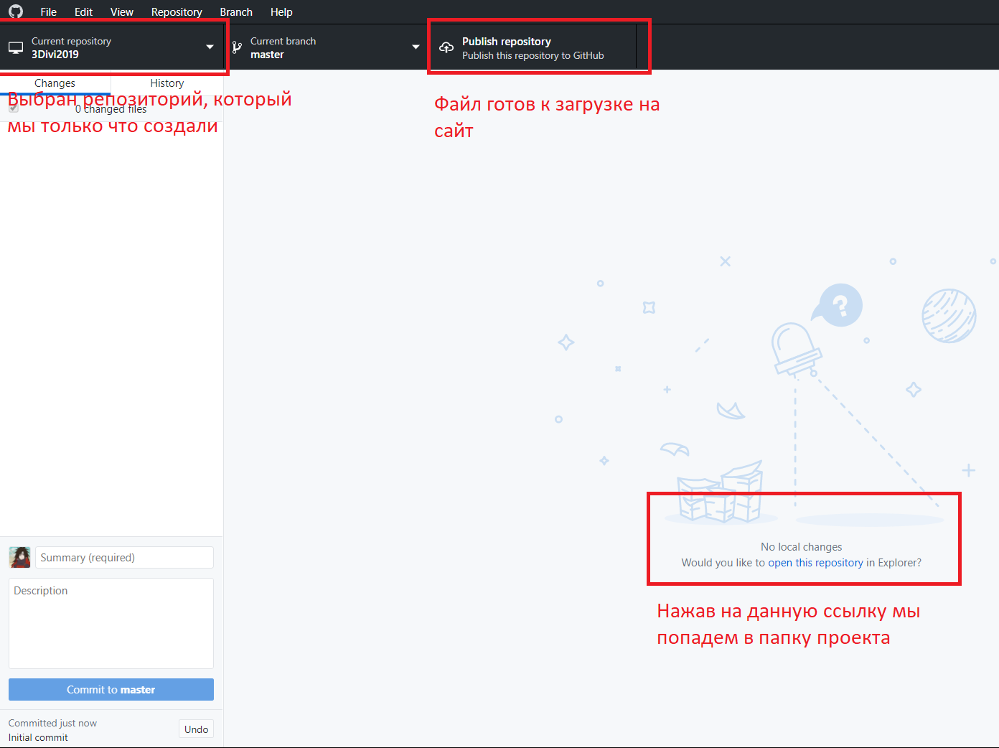 File Edit View Repository Branch Help
Current repository
3Divi2019
Current branch
master
Publish repository
Publish this repository to GitHub
Changes
History
Выбран репозиторий, который
0 changed files
мы только что создали
Файл готов к загрузке на
сайт
?
No local changes
Would you like to open this repository in Explorer?
Нажав на данную ссылку мы
попадем в папку проекта
Summary (required)
Description
Commit to master
Committed just now
Initial commit
Undo